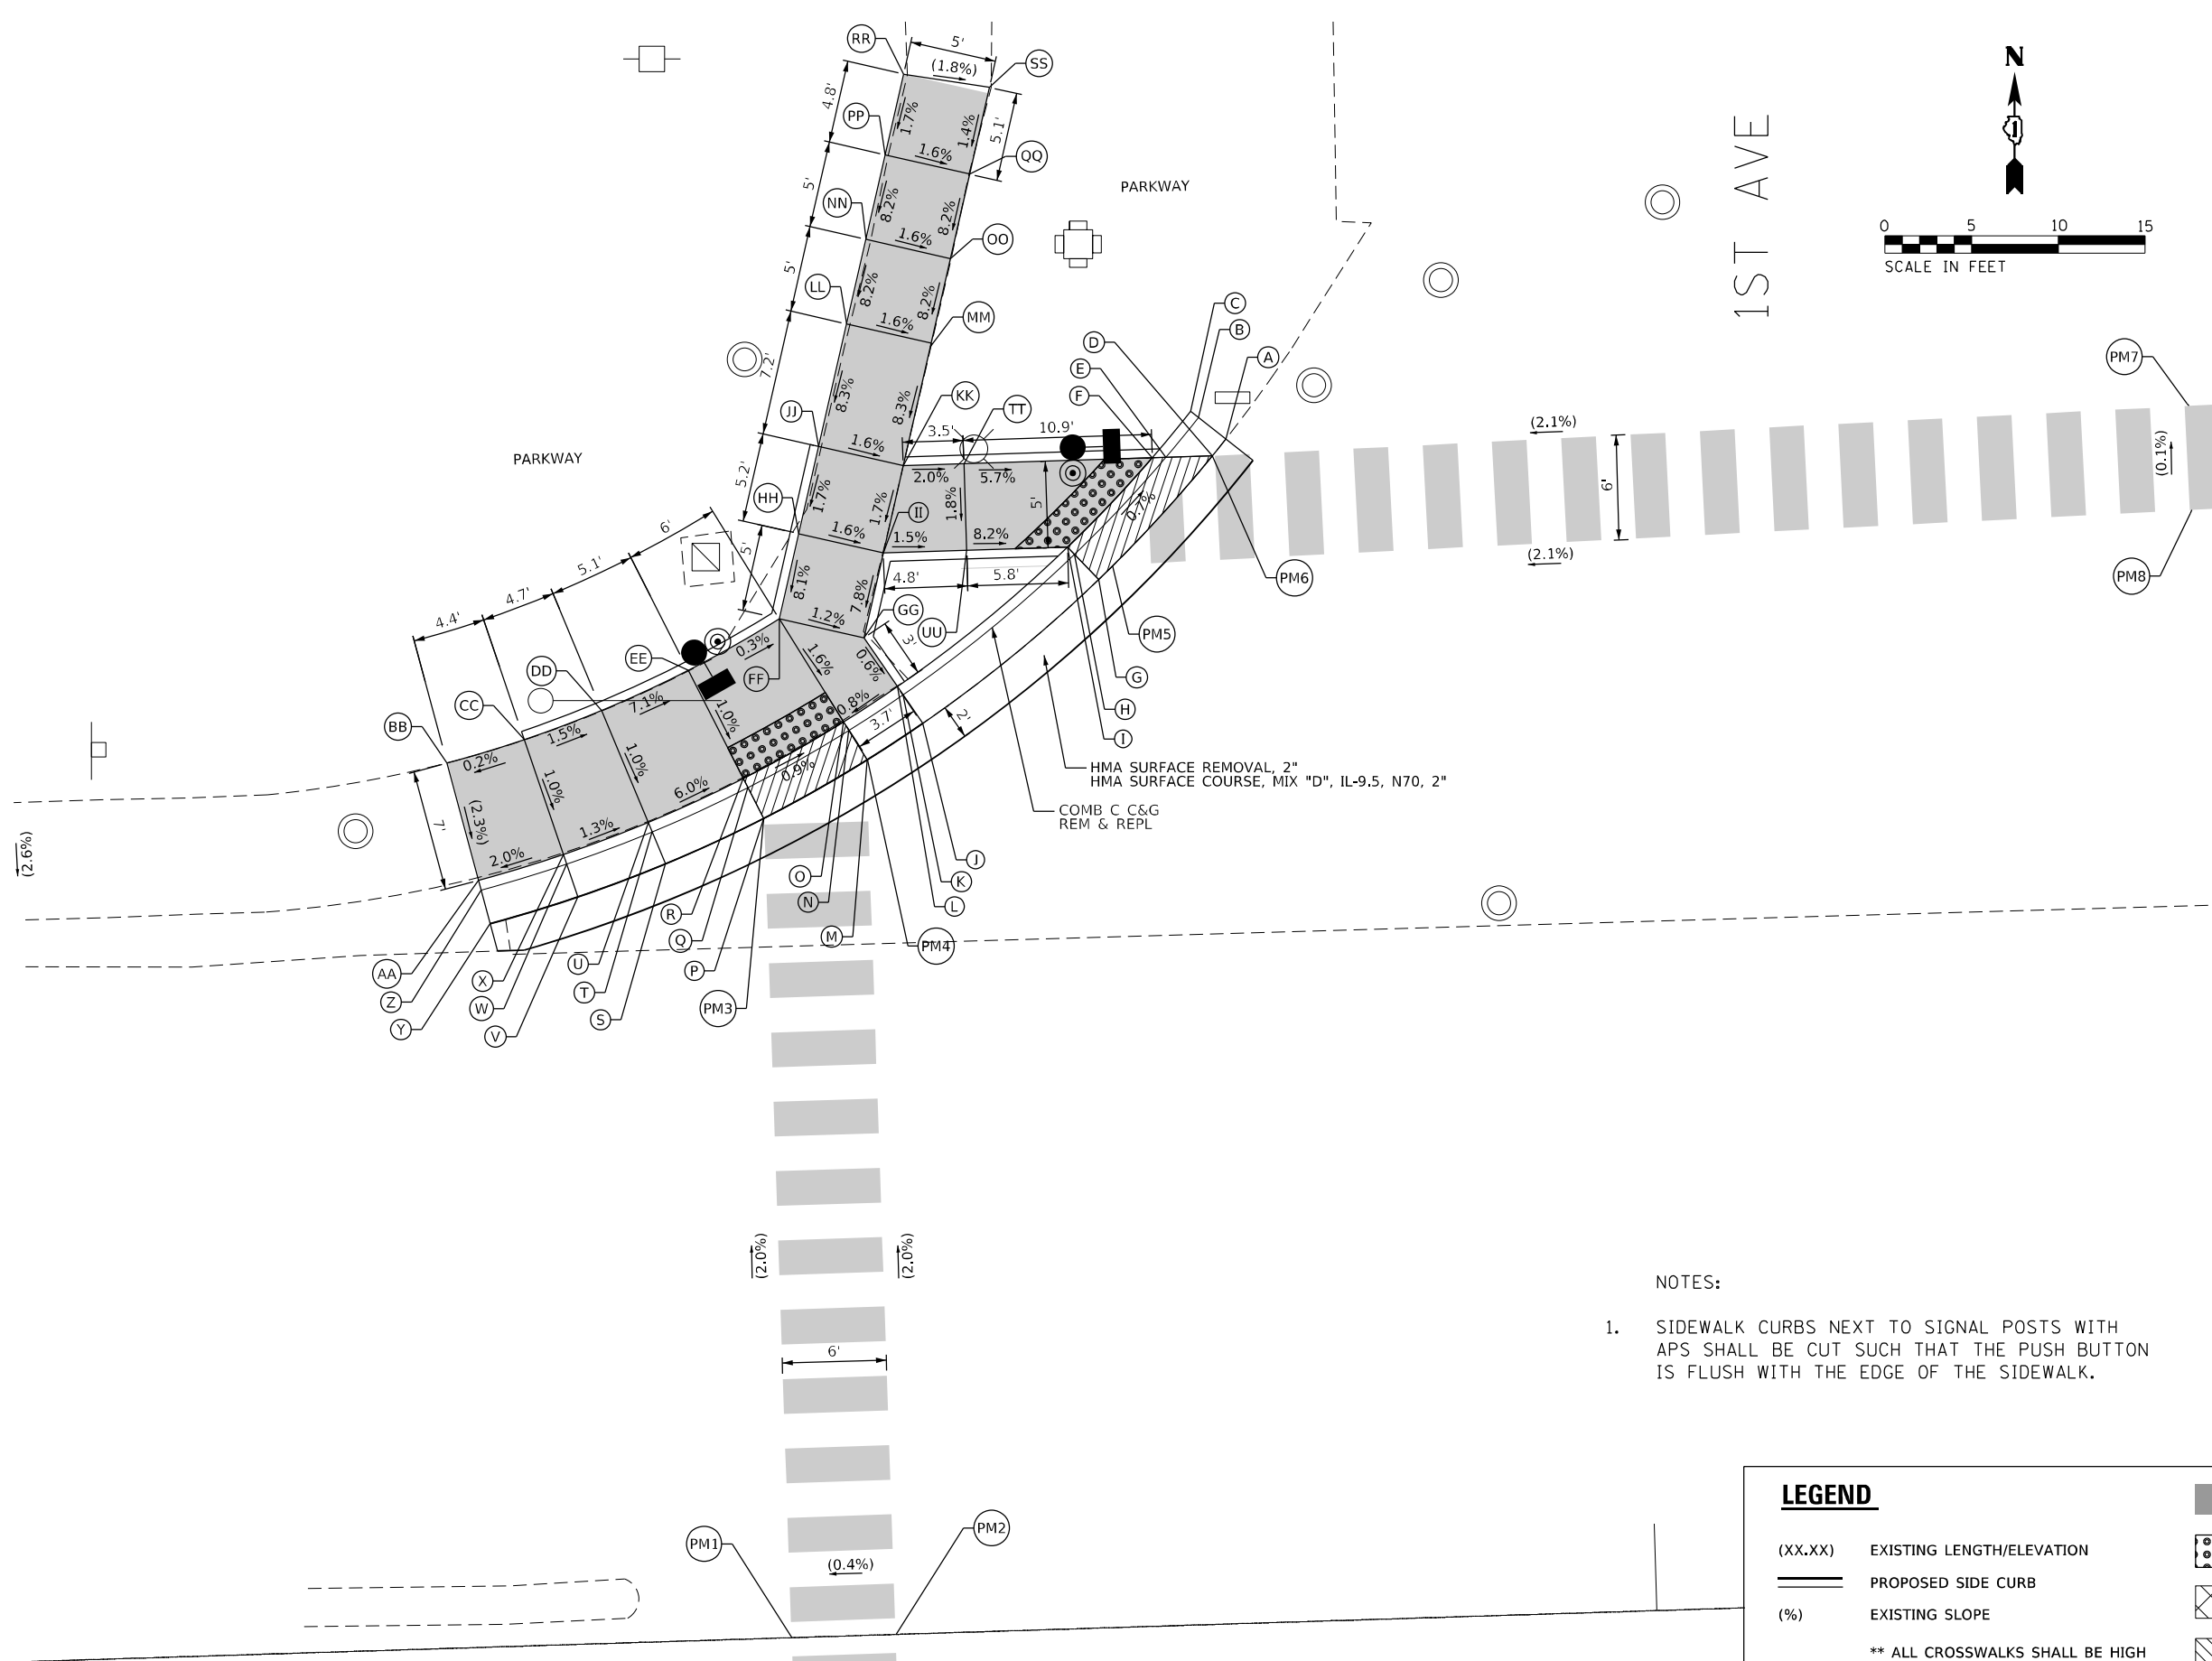 RR
5'
(1.8%)
SS
N
1
4.8'
1.7%
1.4%
5.1'
PP
1.6%
QQ
1ST AVE
PARKWAY
5'
8.2%
8.2%
NN
1.6%
OO
0 5 10 15
SCALE IN FEET
5'
8.2%
8.2%
LL
1.6%
MM
C
B
D
A
E
F
PM7
7.2'
8.3%
8.3%
KK
TT
JJ
1.6%
3.5'
10.9'
(2.1%)
(0.1%)
PARKWAY
5.2'
2.0%
5.7%
HH
1.7%
1.7%
II
1.8%
5'
0.7%
6'
6'
1.6%
1.5%
8.2%
5'
(2.1%)
5.1'
8.1%
7.8%
4.8'
5.8'
PM6
PM8
4.7'
4.4'
1.2%
GG
UU
3'
PM5
DD
EE
0.3%
1.6%
0.6%
FF
G
CC
7.1%
1.0%
0.8%
3.7'
2'
H
BB
1.5%
I
0.2%
1.0%
1.0%
0.9%
6.0%
HMA SURFACE REMOVAL, 2"
HMA SURFACE COURSE, MIX "D", IL-9.5, N70, 2"
COMB C C&G
REM & REPL
7'
(2.3%)
1.3%
2.0%
(2.6%)
J
O
K
N
L
R
M
Q
PM4
AA
U
P
X
Z
T
W
PM3
Y
S
V
(2.0%)
(2.0%)
6'
NOTES:
1. SIDEWALK CURBS NEXT TO SIGNAL POSTS WITH
APS SHALL BE CUT SUCH THAT THE PUSH BUTTON
IS FLUSH WITH THE EDGE OF THE SIDEWALK.
PM1
PM2
(0.4%)
LEGEND
(XX.XX) EXISTING LENGTH/ELEVATION
PROPOSED SIDE CURB
(%) EXISTING SLOPE
** ALL CROSSWALKS SHALL BE HIGH